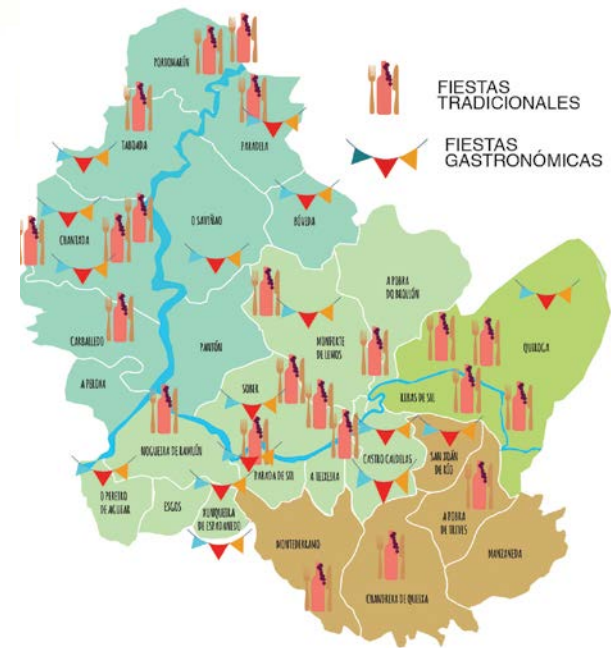 FIESTAS
TRADICIONALES
FIESTAS
GASTRONÓMICAS
PORTOMARÍN
TABOADA
PARADELA
CHANTADA
O SAVIÑAO
BÓVEDA
A POBRA
DO BROLLÓN
CARBALLEDO
PANTÓN
MONFORTE
DE LEMOS
QUIROGA
A PEROXA
SOBER
RIBAS DE SIL
NOGUEIRA DE RAMUÍN
CASTRO CALDELAS
SAN XOÁN
DE RÍO
O PEREIRO
DE AGUIAR
ESGOS
XUNQUEIRA
DE ESPADANEDO
PARADA DE SIL
A TEIXEIRA
A POBRA
DE TRIVES
MANZANEDA
MONTEDERRAMO
CHANDREXA DE QUEIXA